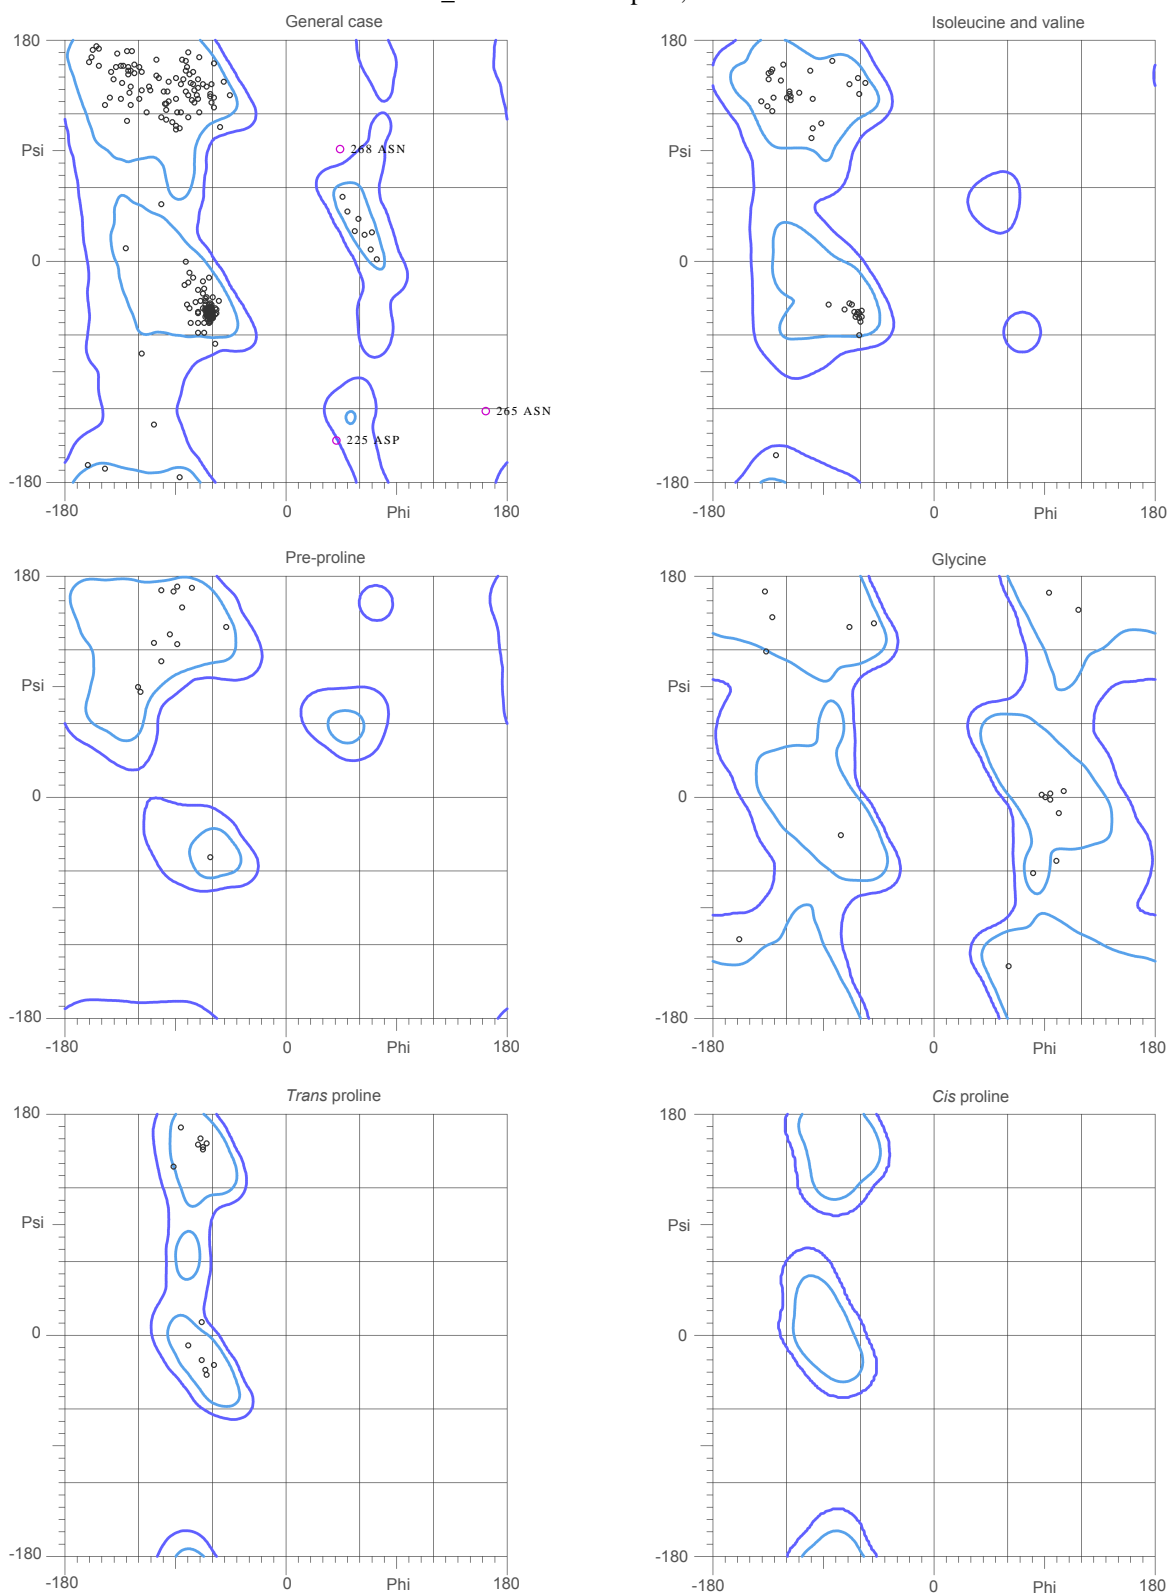 General case
Isoleucine and valine
180
180
268 ASN
Psi
Psi
0
0
265 ASN
225 ASP
-180
-180
-180
0
Phi
180
-180
0
Phi
180
Pre-proline
Glycine
180
180
Psi
Psi
0
0
-180
-180
-180
0
Phi
180
-180
0
Phi
180
Trans proline
Cis proline
180
180
Psi
Psi
0
0
-180
-180
-180
0
Phi
180
-180
0
Phi
180